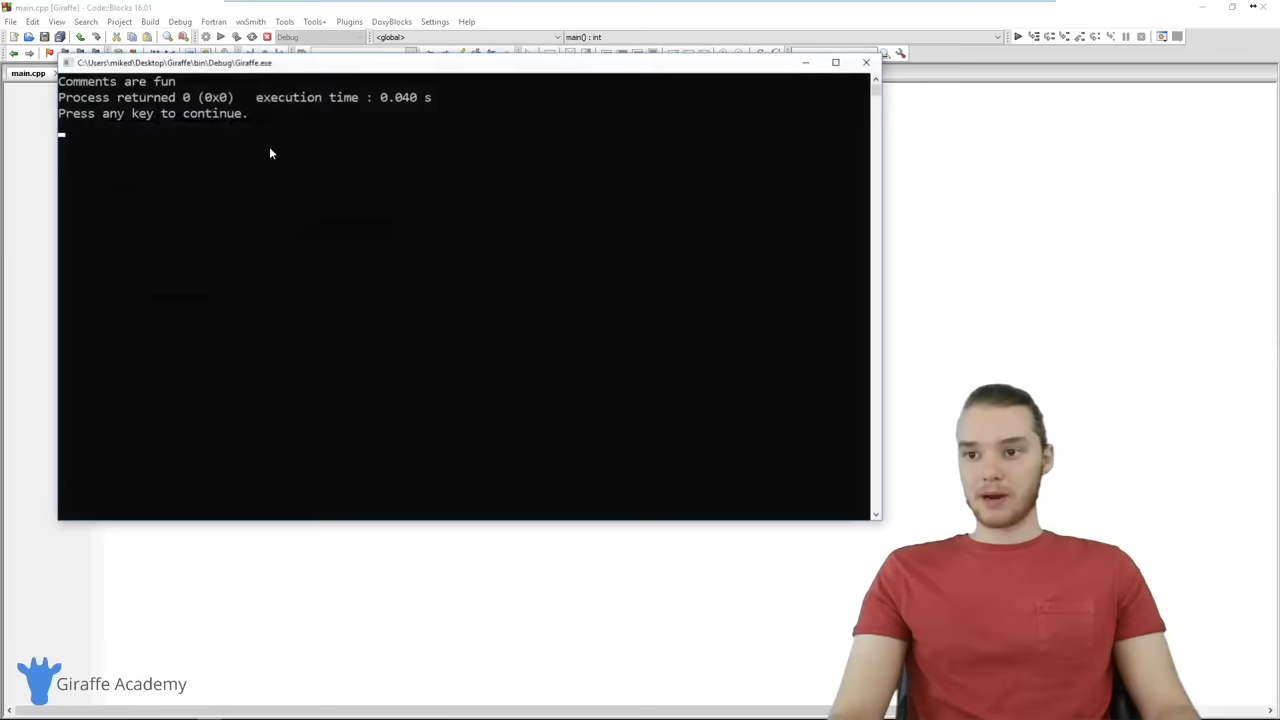 main.cpp [Giraffe] - Code::Blocks 16.01
File Edit View Search Project Build Debug Fortran wxSmith Tools Tools+ Plugins DoxyBlocks Settings Help
Debug <global> main() : int
main.cpp
C:\Users\miked\Desktop\Giraffe\bin\Debug\Giraffe.exe
Comments are fun
Process returned 0 (0x0) execution time : 0.040 s
Press any key to continue.
Giraffe Academy